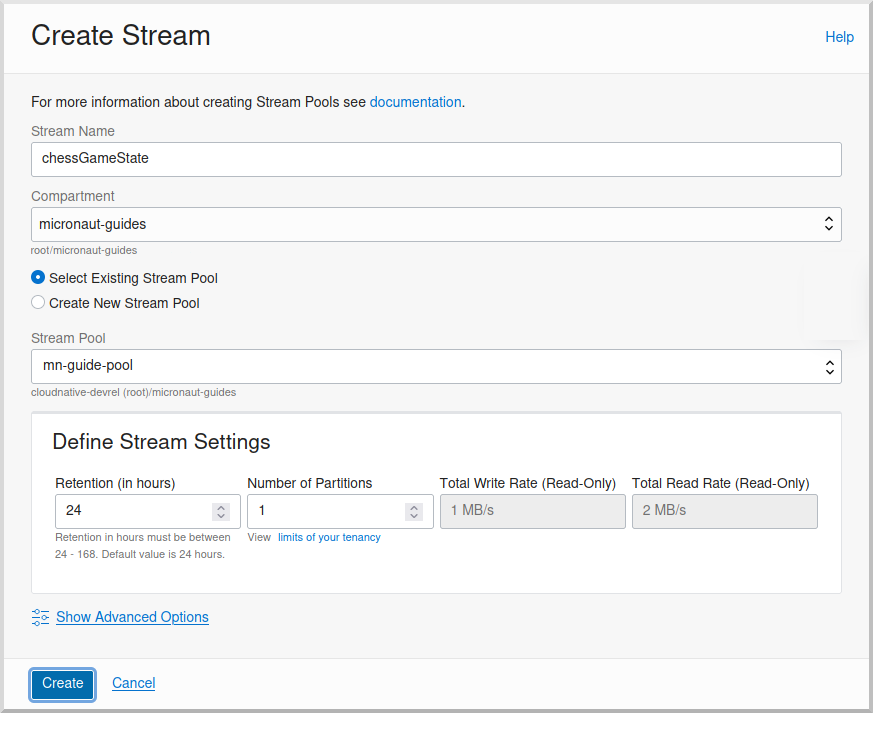 Create Stream
Help
For more information about creating Stream Pools see documentation.
Stream Name
chessGameState
Compartment
micronaut-guides
root/micronaut-guides
Select Existing Stream Pool
Create New Stream Pool
Stream Pool
mn-guide-pool
cloudnative-devrel (root)/micronaut-guides
Define Stream Settings
Retention (in hours)
24
Retention in hours must be between
24 - 168. Default value is 24 hours.
Number of Partitions
1
View limits of your tenancy
Total Write Rate (Read-Only)
1 MB/s
Total Read Rate (Read-Only)
2 MB/s
Show Advanced Options
Create
Cancel